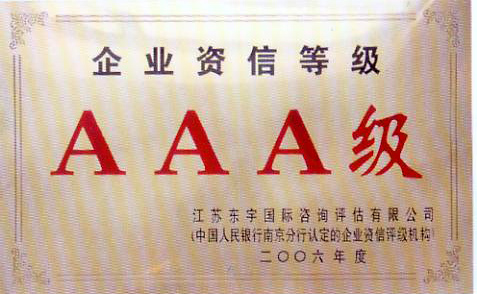 企业资信等级
AAA级
江苏东宇国际咨询评估有限公司
(中国人民银行南京分行认定的企业资信评级机构)
二〇〇六年度